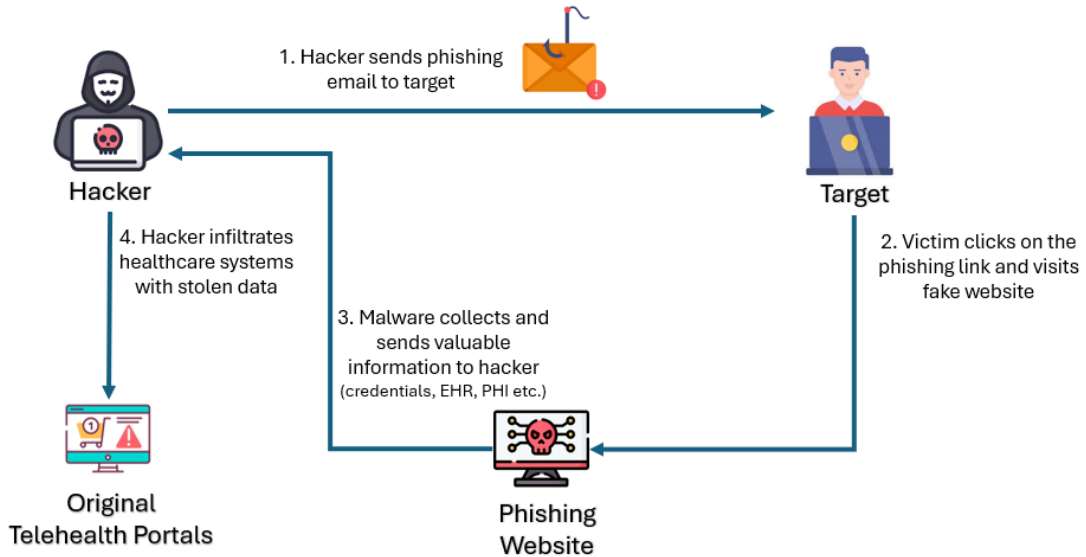 1. Hacker sends phishing
email to target
!
Hacker
Target
4. Hacker infiltrates
healthcare systems
with stolen data
2. Victim clicks on the
phishing link and visits
fake website
3. Malware collects and
sends valuable
information to hacker
(credentials, EHR, PHI etc.)
1
!
Original
Telehealth Portals
Phishing
Website